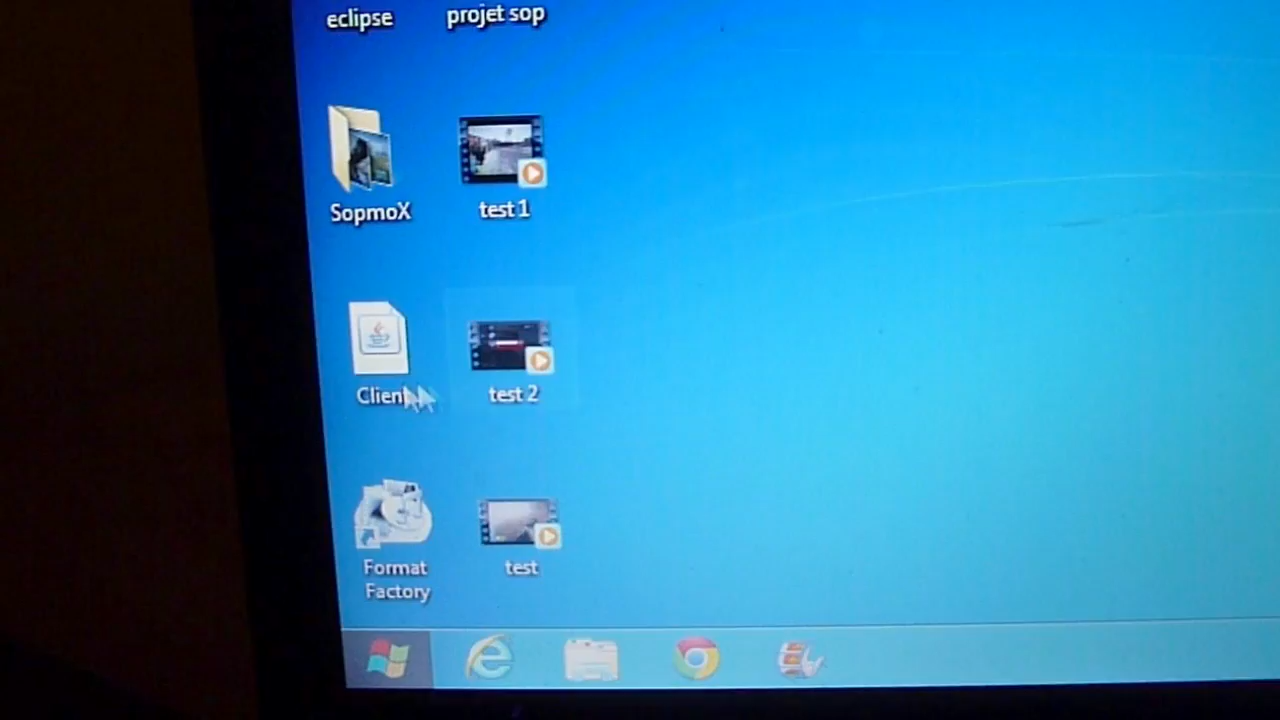 eclipse
projet sop
SopmoX
test 1
Client
test 2
Format
Factory
test